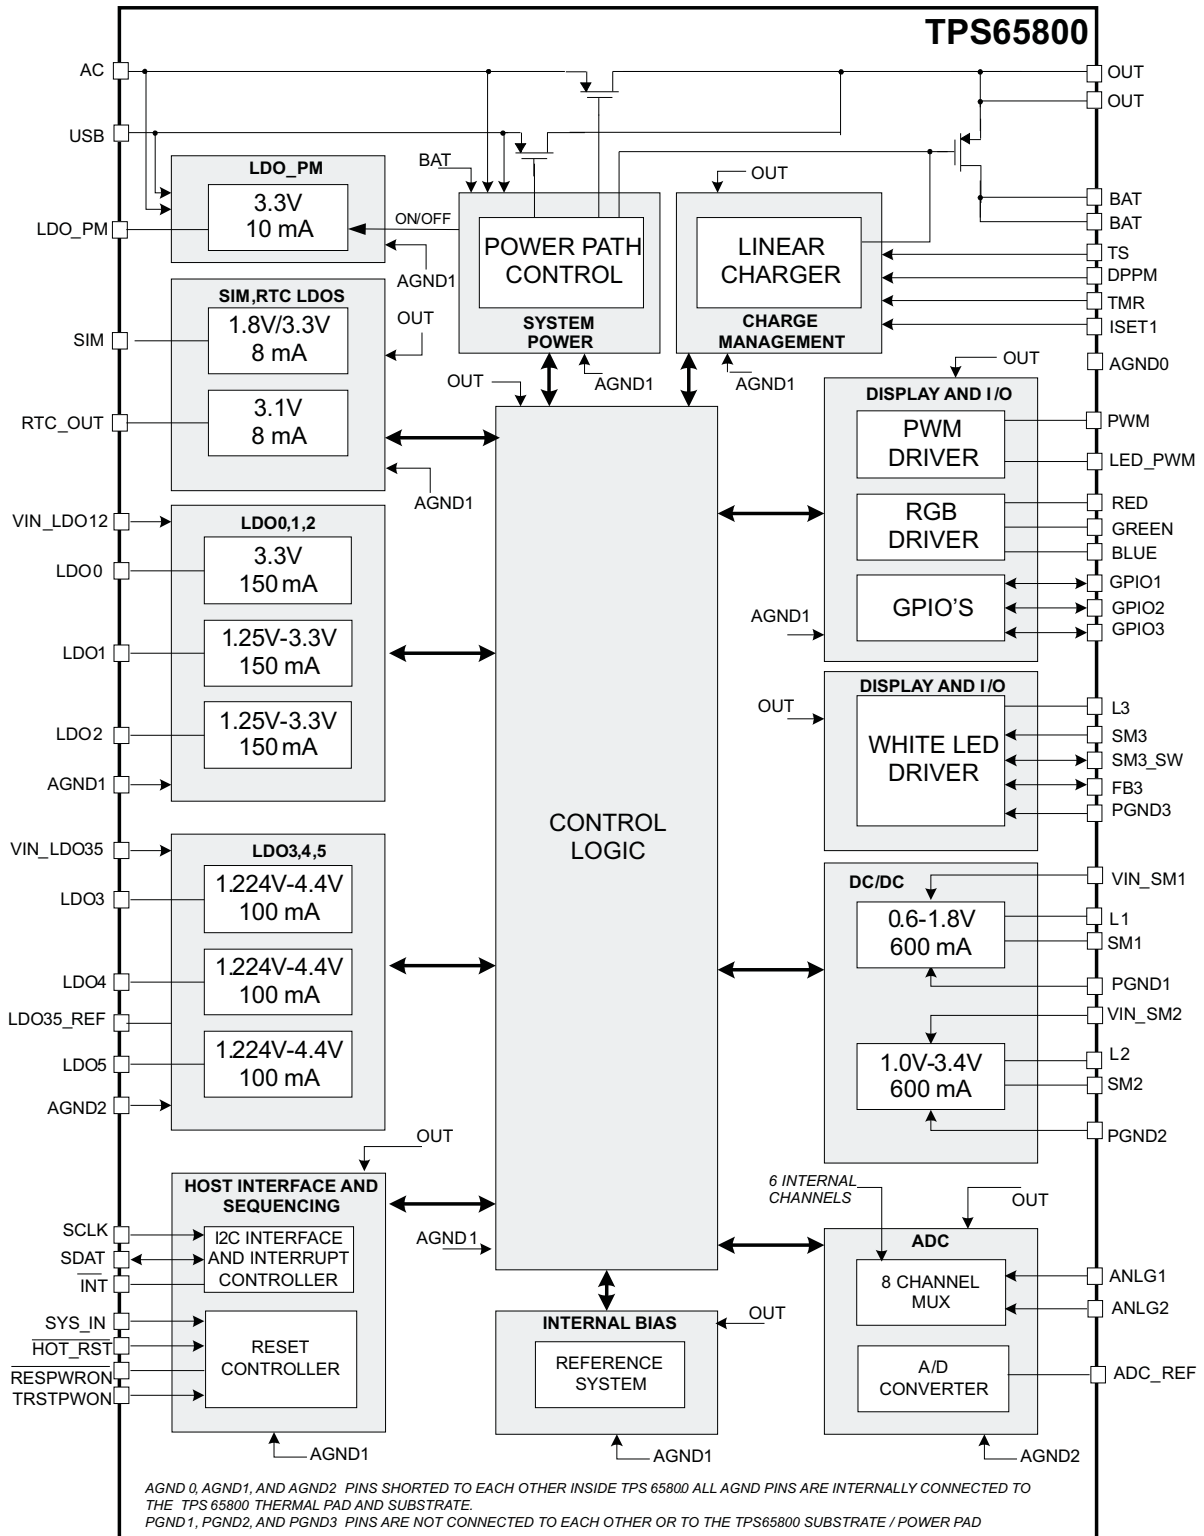 TPS65800
AC
USB
LDO_PM
SIM
RTC_OUT
VIN_LDO12
LDO0
LDO1
LDO2
AGND1
VIN_LDO35
LDO3
LDO4
LDO35_REF
LDO5
AGND2
SCLK
SDAT
INT
SYS_IN
HOT_RST
RESPWRON
TRSTPWON
LDO_PM
3.3V
10 mA
ON/OFF
AGND1
SIM,RTC LDOS
1.8V/3.3V
8 mA
OUT
3.1V
8 mA
AGND1
LDO0,1,2
3.3V
150 mA
1.25V-3.3V
150 mA
1.25V-3.3V
150 mA
LDO3,4,5
1.224V-4.4V
100 mA
1.224V-4.4V
100 mA
1.224V-4.4V
100 mA
OUT
HOST INTERFACE AND
SEQUENCING
I2C INTERFACE
AND INTERRUPT
CONTROLLER
RESET
CONTROLLER
AGND1
BAT
POWER PATH
CONTROL
SYSTEM
POWER
AGND1
OUT
LINEAR
CHARGER
CHARGE
MANAGEMENT
AGND1
OUT
CONTROL
LOGIC
AGND1
INTERNAL BIAS
OUT
REFERENCE
SYSTEM
AGND1
OUT
DISPLAY AND I/O
PWM
DRIVER
RGB
DRIVER
GPIO'S
AGND1
DISPLAY AND I/O
OUT
WHITE LED
DRIVER
DC/DC
0.6-1.8V
600 mA
1.0V-3.4V
600 mA
6 INTERNAL
CHANNELS
OUT
ADC
8 CHANNEL
MUX
A/D
CONVERTER
AGND2
OUT
OUT
BAT
BAT
TS
DPPM
TMR
ISET1
AGND0
PWM
LED_PWM
RED
GREEN
BLUE
GPIO1
GPIO2
GPIO3
L3
SM3
SM3_SW
FB3
PGND3
VIN_SM1
L1
SM1
PGND1
VIN_SM2
L2
SM2
PGND2
ANLG1
ANLG2
ADC_REF
AGND 0, AGND1, AND AGND2 PINS SHORTED TO EACH OTHER INSIDE TPS 65800 ALL AGND PINS ARE INTERNALLY CONNECTED TO
THE TPS 65800 THERMAL PAD AND SUBSTRATE.
PGND1, PGND2, AND PGND3 PINS ARE NOT CONNECTED TO EACH OTHER OR TO THE TPS65800 SUBSTRATE / POWER PAD